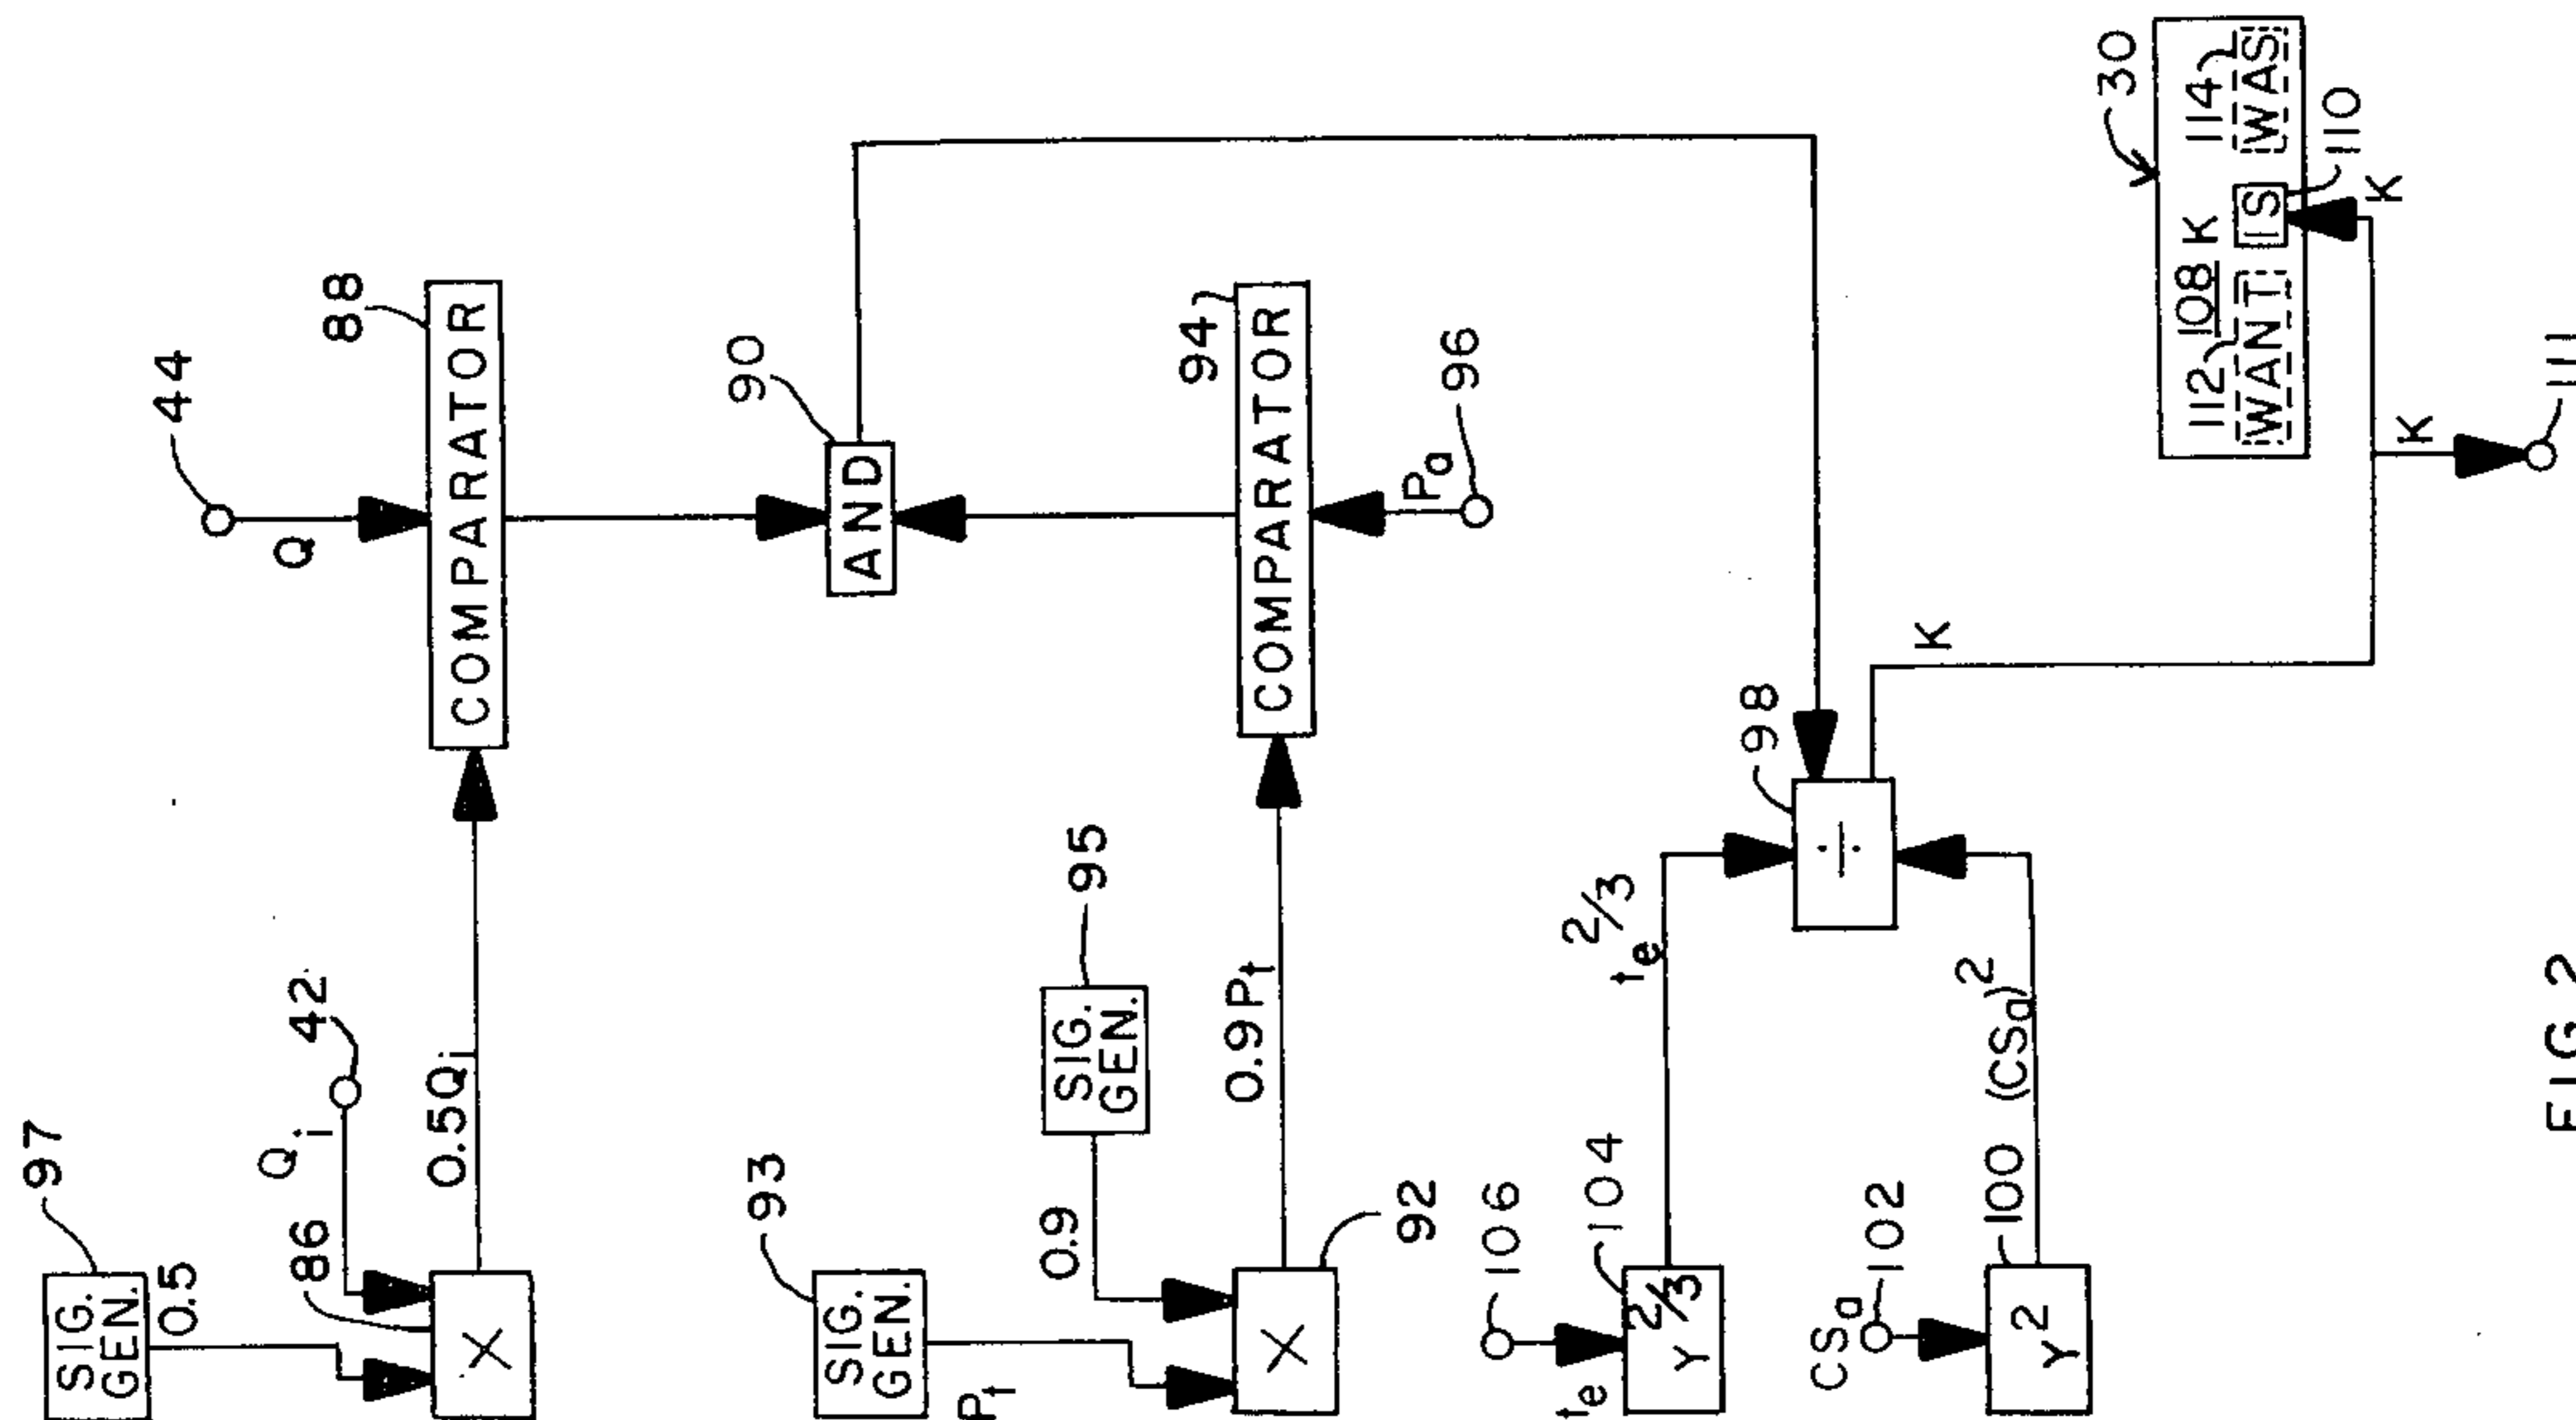 97
SIG.
GEN.
0.5
86
Q i
42
X
0.5Q i
44
Q
88
COMPARATOR
90
AND
93
SIG.
GEN.
P t
95
SIG.
GEN.
0.9
X
92
0.9 P t
94
COMPARATOR
P a
96
106
t e
104
Y 2/3
t e 2/3
CS a
102
100
Y 2
(CS a) 2
98
÷
K
30
108 K
112
114
WANT
IS
WAS
110
K
K
111
FIG 2